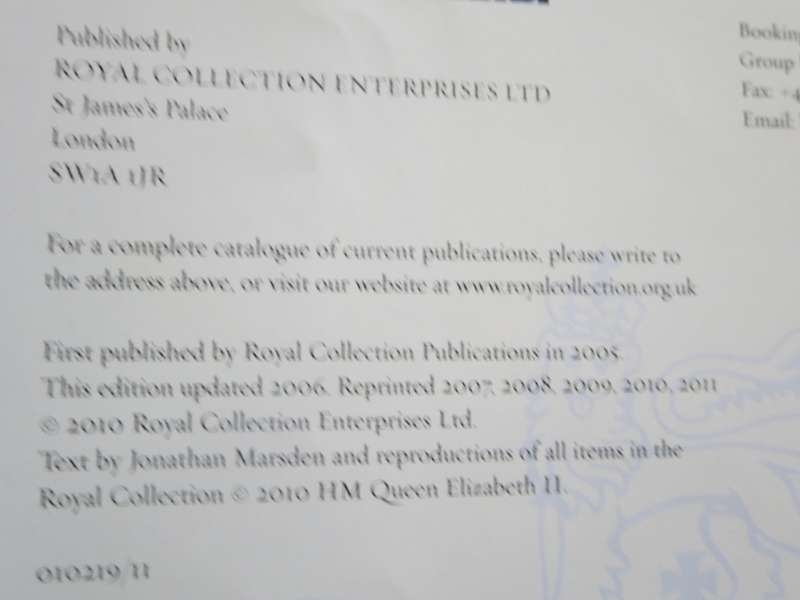 Published by
ROYAL COLLECTION ENTERPRISES LTD
St James's Palace
London
SW1A 1JR
For a complete catalogue of current publications, please write to
the address above, or visit our website at www.royalcollection.org.uk
First published by Royal Collection Publications in 2005.
This edition updated 2006. Reprinted 2007, 2008, 2009, 2010, 2011
© 2010 Royal Collection Enterprises Ltd.
Text by Jonathan Marsden and reproductions of all items in the
Royal Collection © 2010 HM Queen Elizabeth II.
010219/11
Booking
Group
Fax: +4
Email: